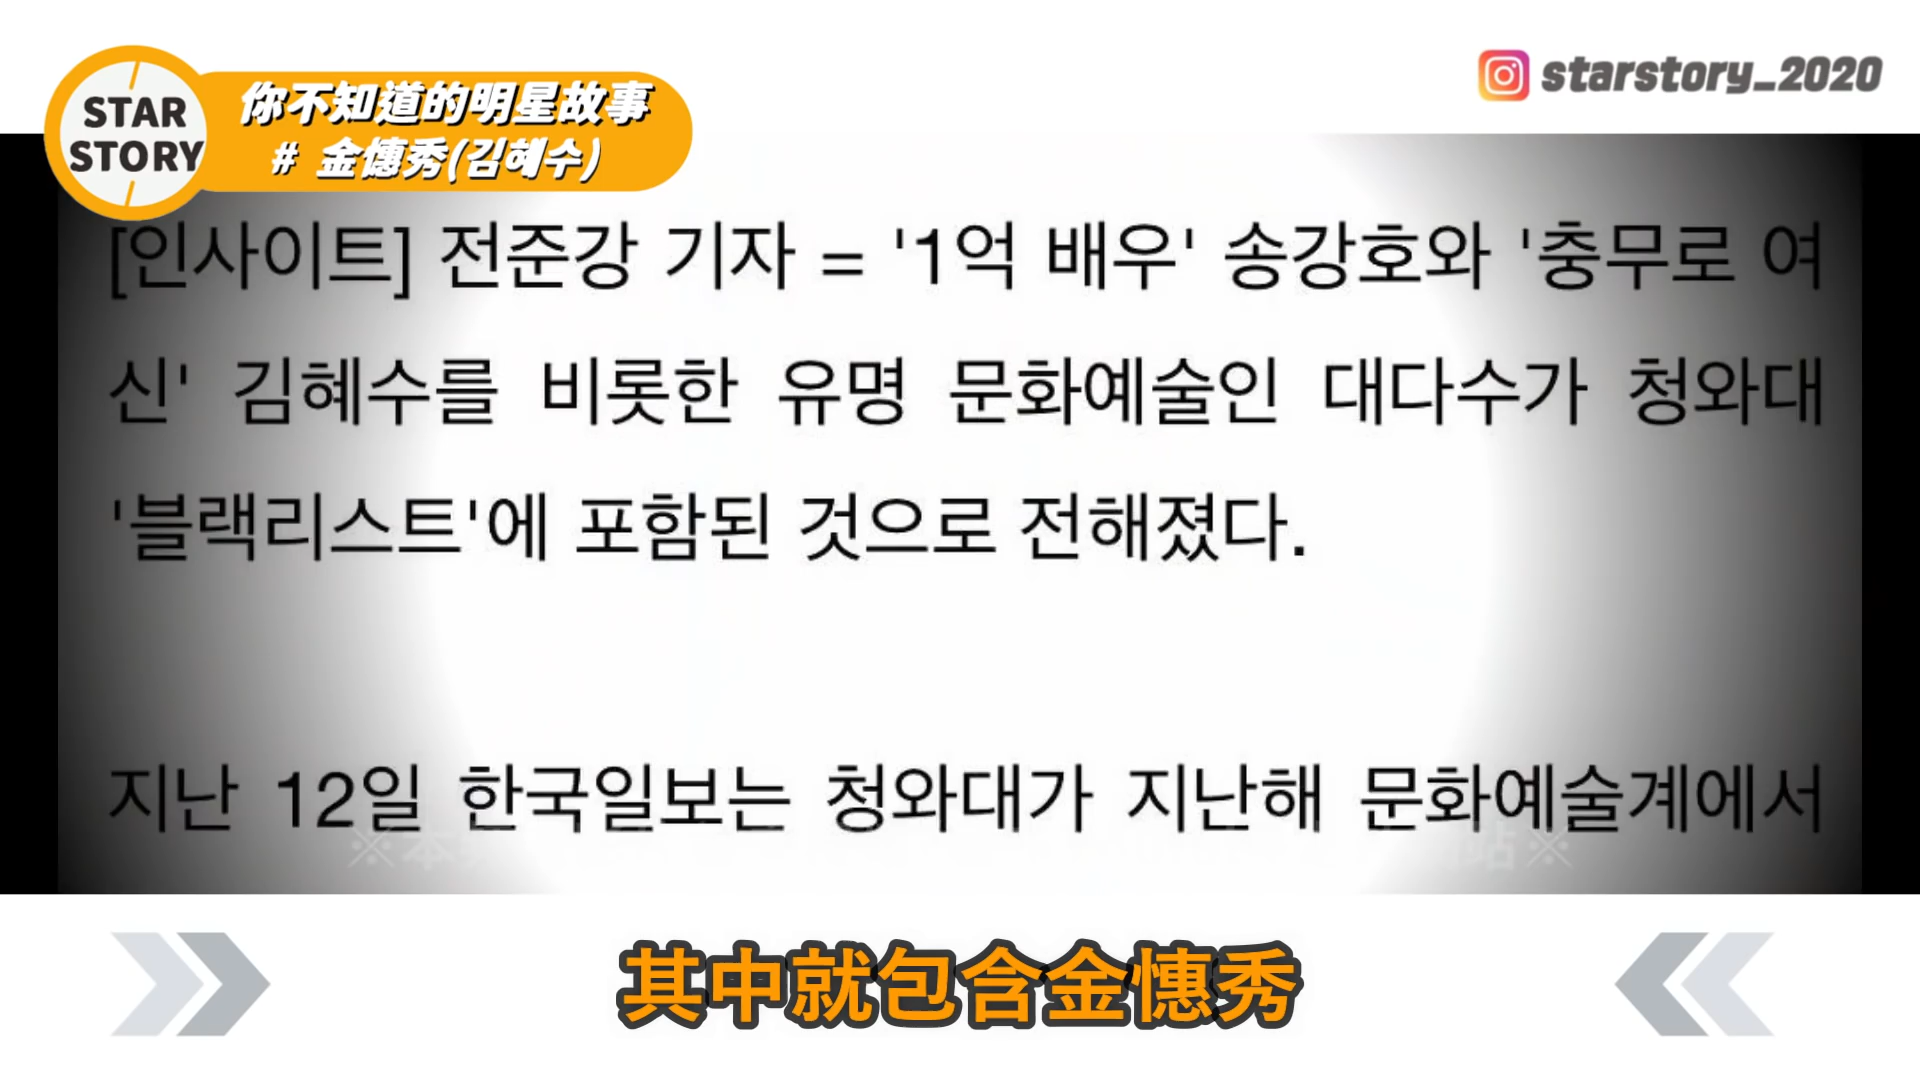 STAR
STORY
你不知道的明星故事
# 金憓秀(김혜수)
starstory_2020
[인사이트] 전준강 기자 = '1억 배우' 송강호와 '충무로 여
신' 김혜수를 비롯한 유명 문화예술인 대다수가 청와대
'블랙리스트'에 포함된 것으로 전해졌다.
지난 12일 한국일보는 청와대가 지난해 문화예술계에서
※本 站※
其中就包含金憓秀